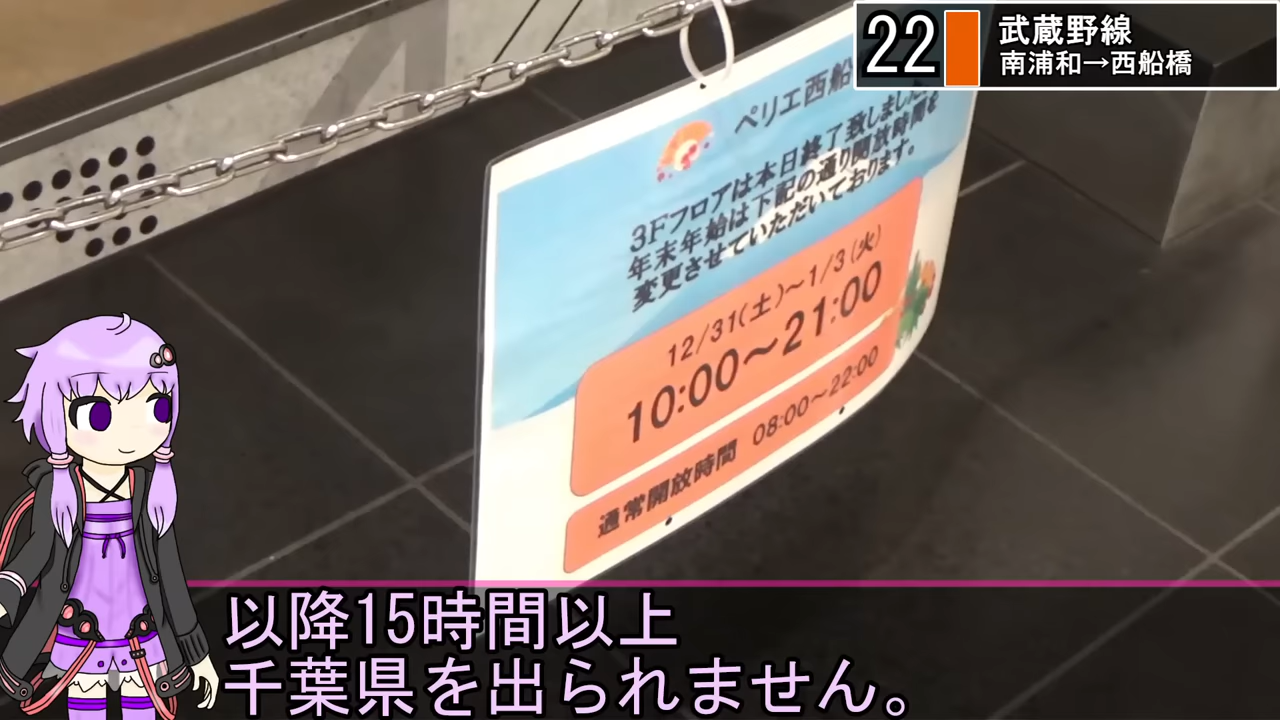 22
武蔵野線
南浦和→西船橋
ペリエ西船
3Fフロアは本日終了致しました
年末年始は下記の通り開放時間を
変更させていただいております。
12/31(土)～1/3(火)
10:00～21:00
通常開放時間 08:00～22:00
以降15時間以上
千葉県を出られません。